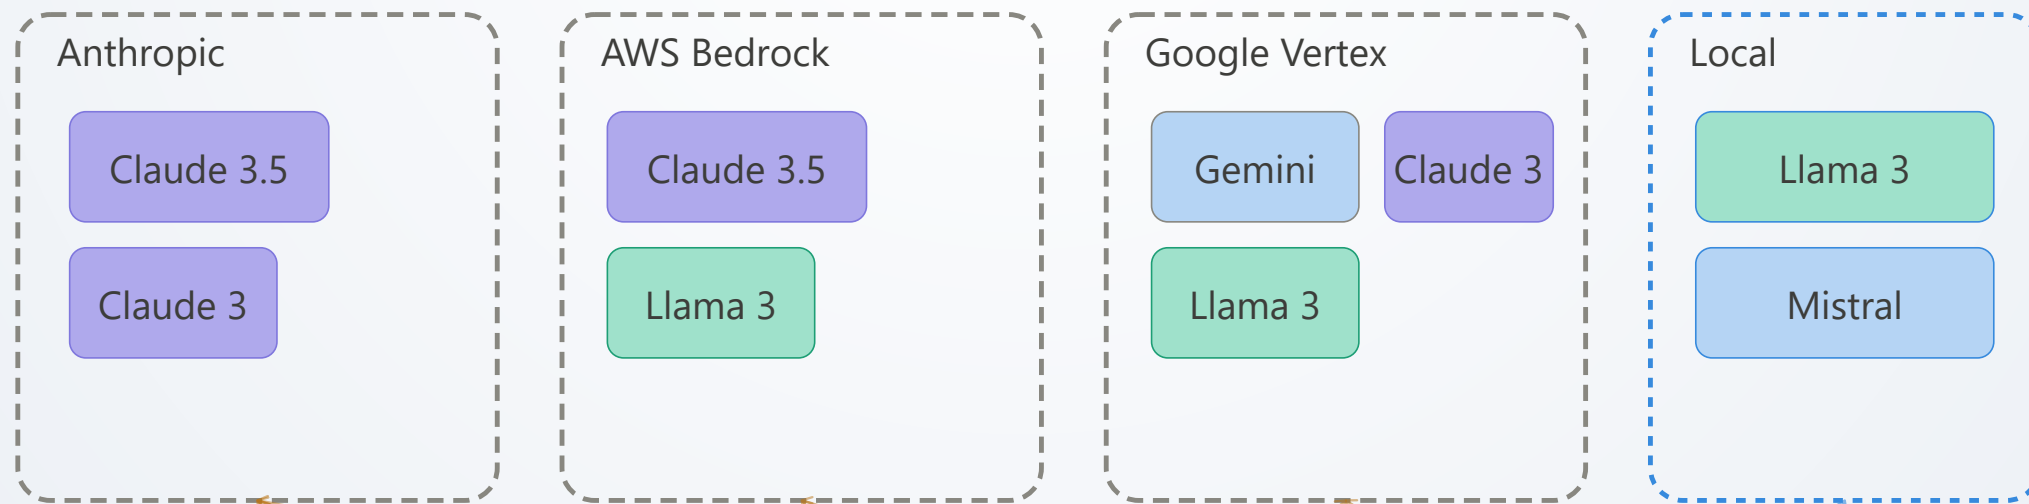 Anthropic
Claude 3.5
Claude 3
AWS Bedrock
Claude 3.5
Llama 3
Google Vertex
Gemini
Claude 3
Llama 3
Local
Llama 3
Mistral